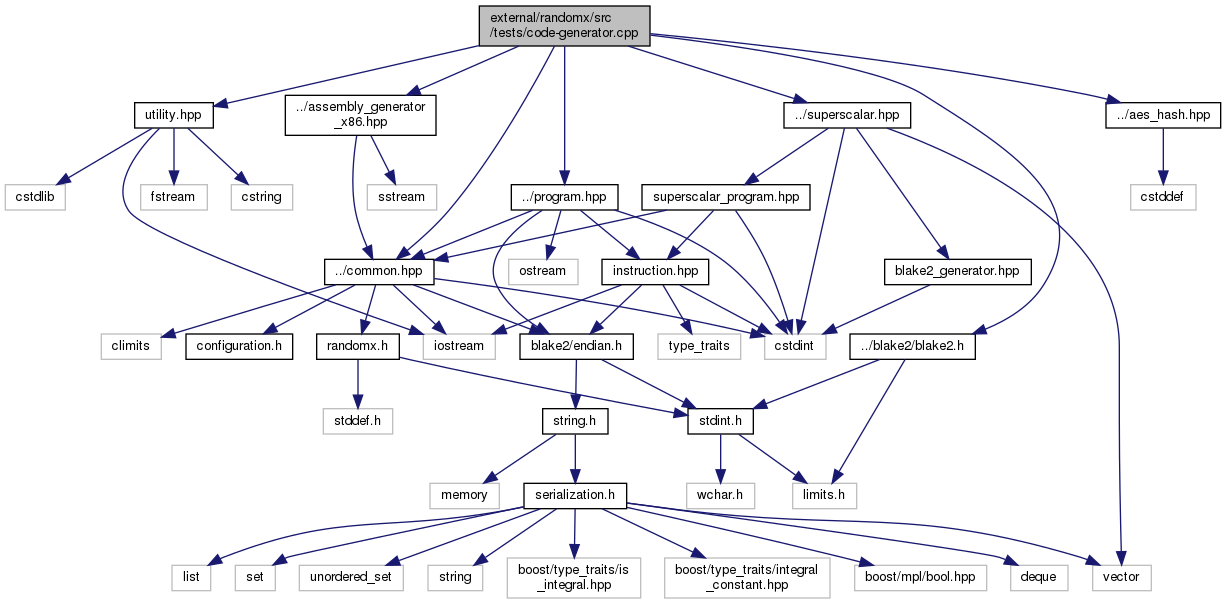 external/randomx/src
/tests/code-generator.cpp
utility.hpp
../assembly_generator
_x86.hpp
../superscalar.hpp
../aes_hash.hpp
cstdlib
fstream
cstring
sstream
../program.hpp
superscalar_program.hpp
cstddef
../common.hpp
ostream
instruction.hpp
blake2_generator.hpp
climits
configuration.h
randomx.h
iostream
blake2/endian.h
type_traits
cstdint
../blake2/blake2.h
stddef.h
string.h
stdint.h
memory
serialization.h
wchar.h
limits.h
list
set
unordered_set
string
boost/type_traits/is
_integral.hpp
boost/type_traits/integral
_constant.hpp
boost/mpl/bool.hpp
deque
vector